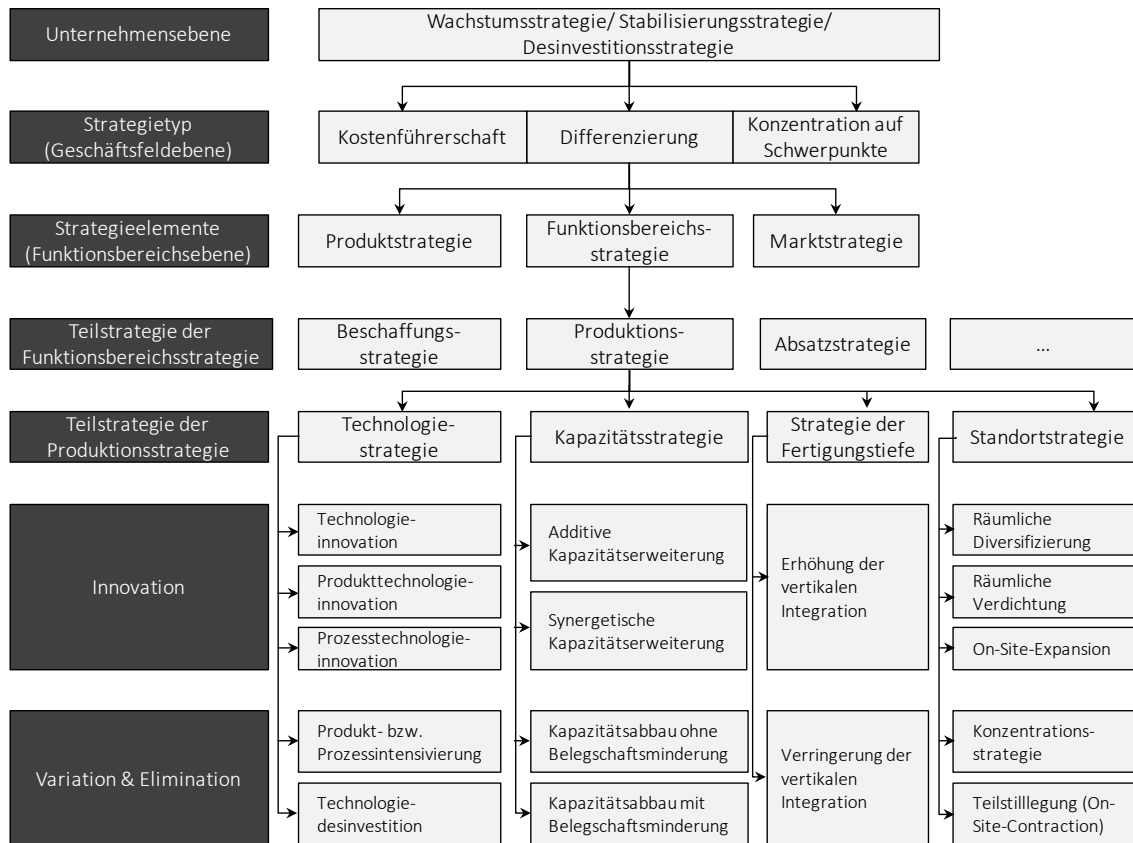 Unternehmensebene
Wachstumsstrategie/ Stabilisierungsstrategie/
Desinvestitionsstrategie
Strategietyp
(Geschäftsfeldebene)
Kostenführerschaft
Differenzierung
Konzentration auf
Schwerpunkte
Strategieelemente
(Funktionsbereichsebene)
Produktstrategie
Funktionsbereichs-
strategie
Marktstrategie
Teilstrategie der
Funktionsbereichsstrategie
Beschaffungs-
strategie
Produktions-
strategie
Absatzstrategie
...
Teilstrategie der
Produktionsstrategie
Technologie-
strategie
Kapazitätsstrategie
Strategie der
Fertigungstiefe
Standortstrategie
Innovation
Technologie-
innovation
Produkttechnologie-
innovation
Prozesstechnologie-
innovation
Additive
Kapazitätserweiterung
Synergetische
Kapazitätserweiterung
Erhöhung der
vertikalen
Integration
Räumliche
Diversifizierung
Räumliche
Verdichtung
On-Site-Expansion
Variation & Elimination
Produkt- bzw.
Prozessintensivierung
Technologie-
desinvestition
Kapazitätsabbau ohne
Belegschaftsminderung
Kapazitätsabbau mit
Belegschaftsminderung
Verringerung der
vertikalen
Integration
Konzentrations-
strategie
Teilstilllegung (On-
Site-Contraction)